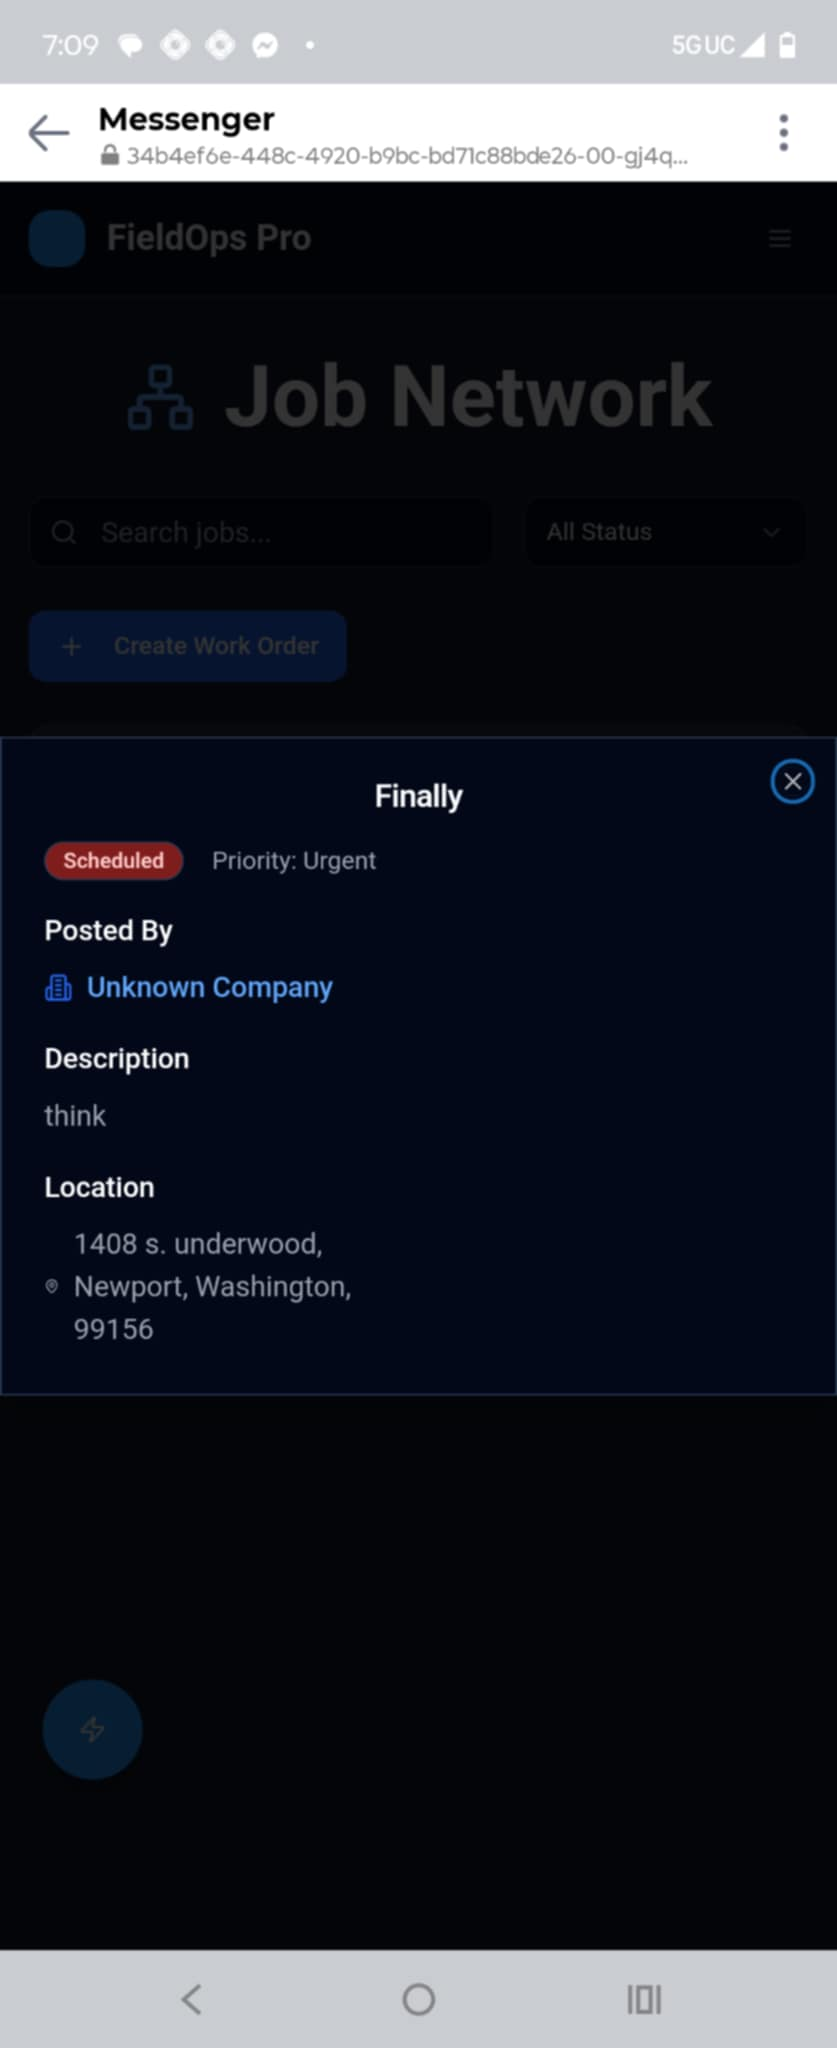 7:09
5G UC
Messenger
34b4ef6e-448c-4920-b9bc-bd71c88bde26-00-gj4q...
FieldOps Pro
Job Network
Search jobs...
All Status
+ Create Work Order
Finally
Scheduled Priority: Urgent
Posted By
Unknown Company
Description
think
Location
1408 s. underwood,
Newport, Washington,
99156